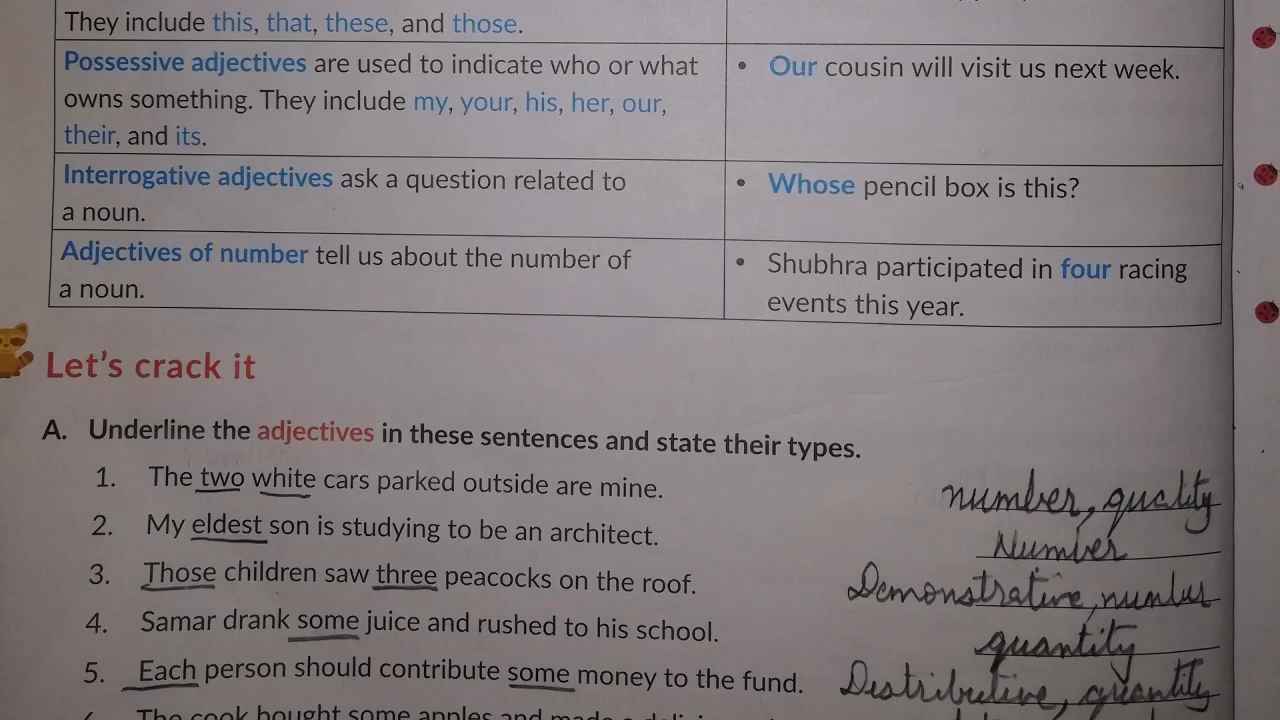 They include this, that, these, and those.
Possessive adjectives are used to indicate who or what
owns something. They include my, your, his, her, our,
their, and its.
• Our cousin will visit us next week.
Interrogative adjectives ask a question related to
a noun.
• Whose pencil box is this?
Adjectives of number tell us about the number of
a noun.
• Shubhra participated in four racing
events this year.
Let's crack it
A. Underline the adjectives in these sentences and state their types.
1. The two white cars parked outside are mine. number, quality
2. My eldest son is studying to be an architect. Number
3. Those children saw three peacocks on the roof. Demonstrative, number
4. Samar drank some juice and rushed to his school. quantity
5. Each person should contribute some money to the fund. Distributive, quantity
The cook bought some apples and made a